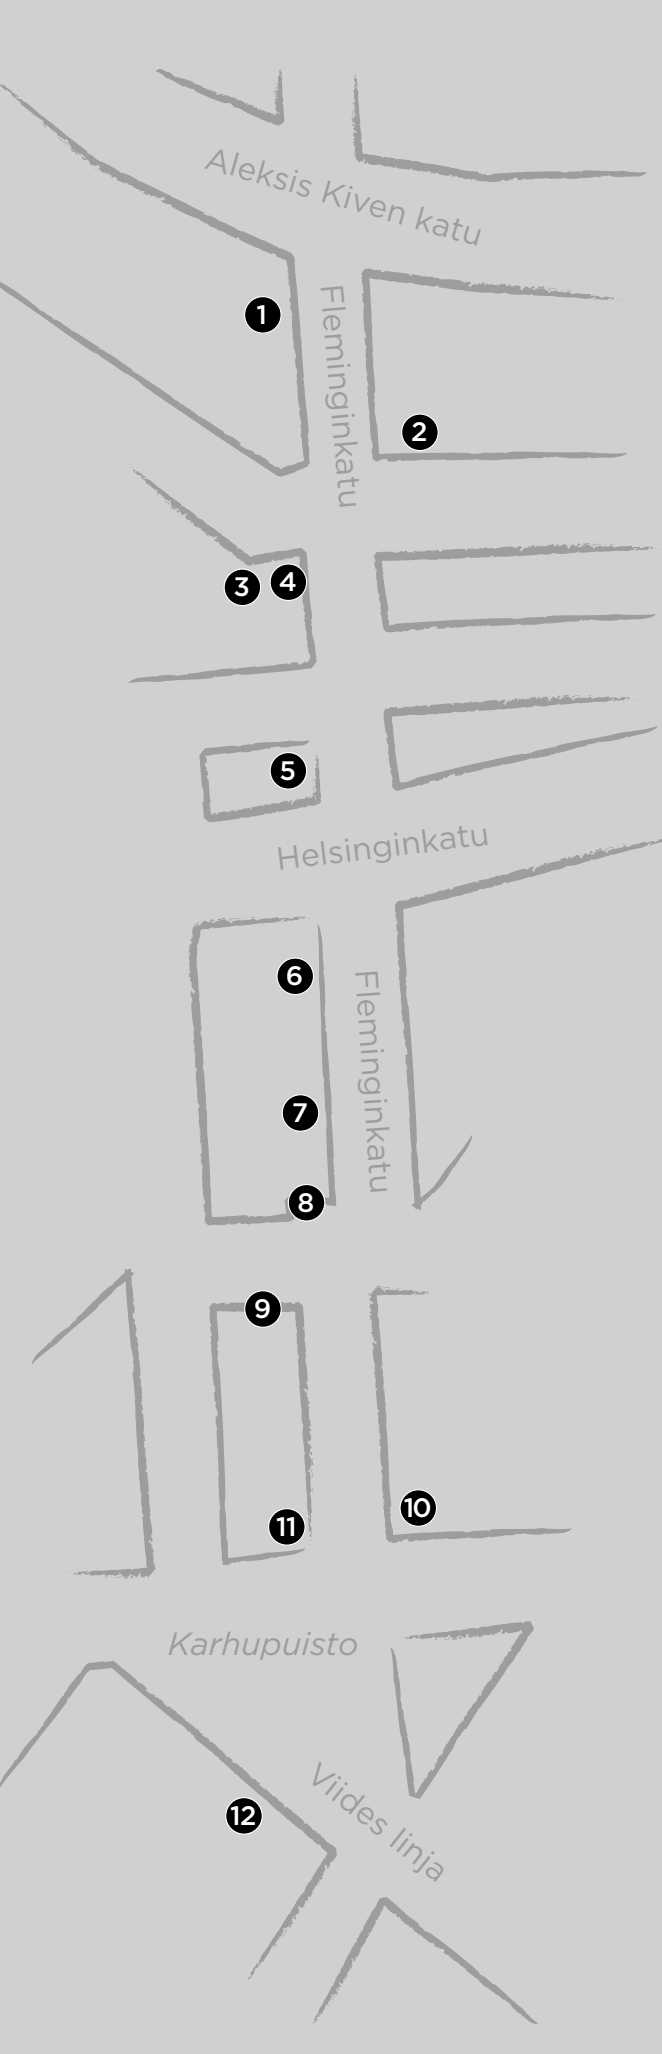 Aleksis Kiven katu
1
Fleminginkatu
2
3
4
5
Helsinginkatu
6
Fleminginkatu
7
8
9
10
11
Karhupuisto
Viides linja
12